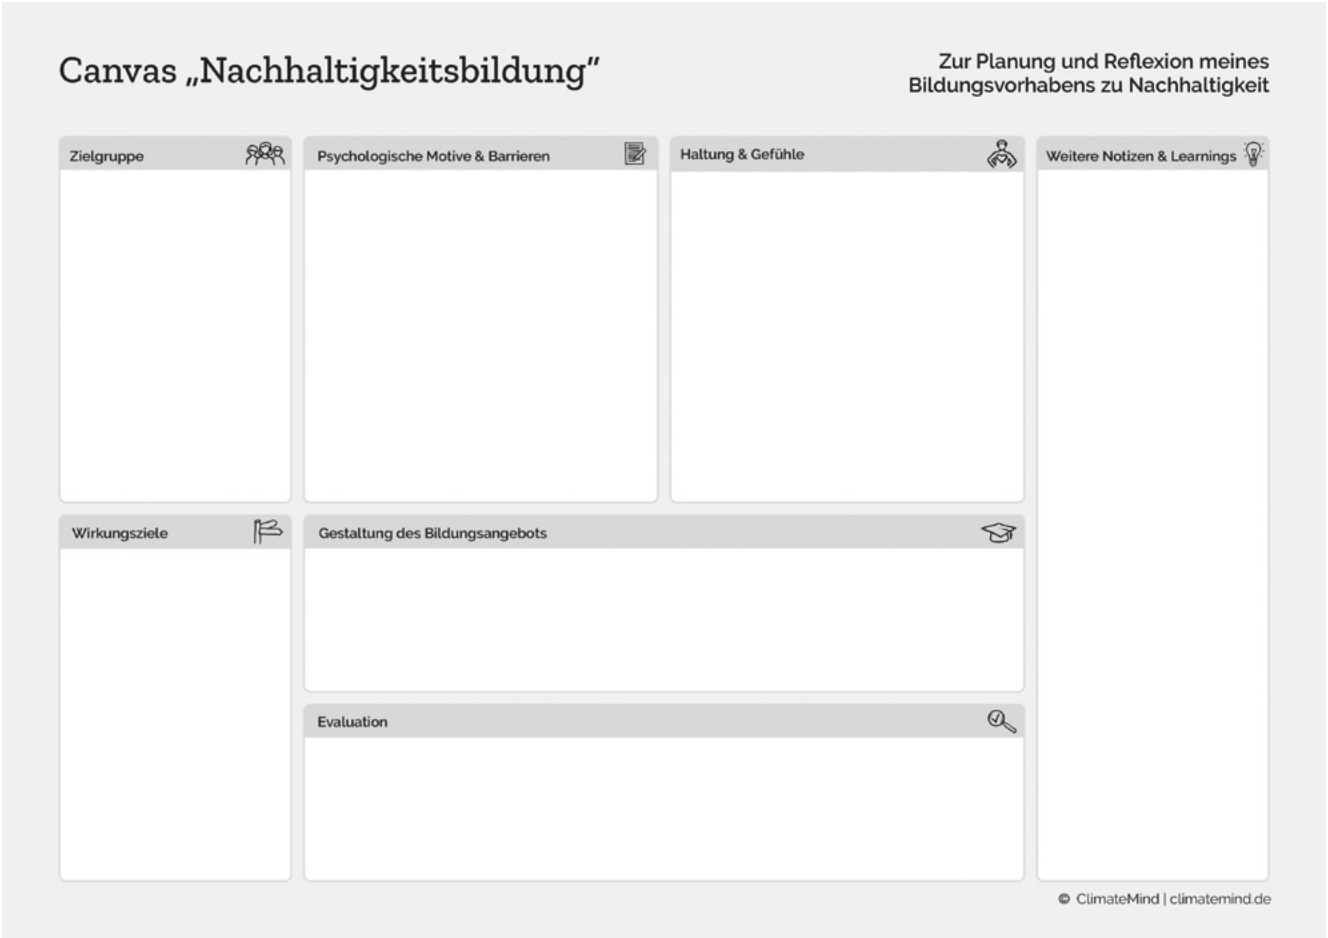 Canvas „Nachhaltigkeitsbildung“
Zur Planung und Reflexion meines
Bildungsvorhabens zu Nachhaltigkeit
Zielgruppe
Psychologische Motive & Barrieren
Haltung & Gefühle
Weitere Notizen & Learnings
Wirkungsziele
Gestaltung des Bildungsangebots
Evaluation
© ClimateMind | climatemind.de